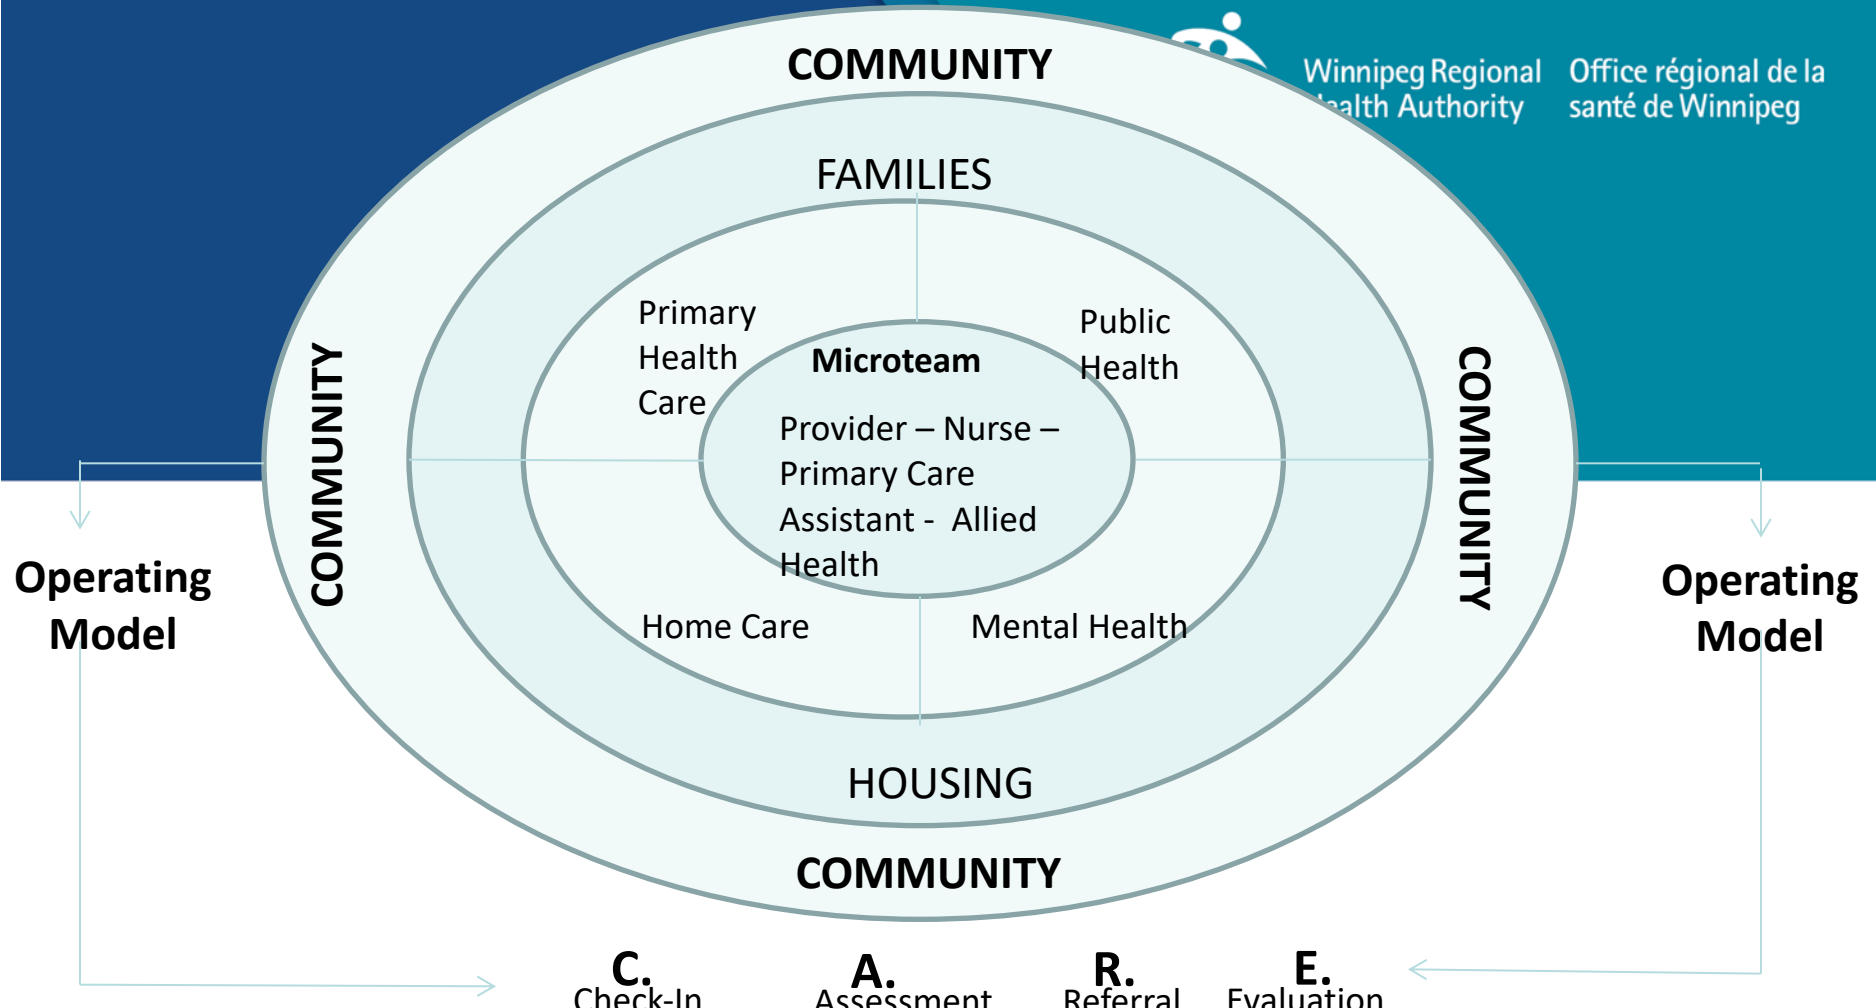 COMMUNITY
Winnipeg Regional
Health Authority
Office régional de la
santé de Winnipeg
FAMILIES
Primary
Health
Care
Public
Health
Microteam
Provider – Nurse –
Primary Care
Assistant - Allied
Health
COMMUNITY
COMMUNITY
Operating
Model
Operating
Model
Home Care
Mental Health
HOUSING
COMMUNITY
C. A. R. E.
Check-In Assessment Referral Evaluation